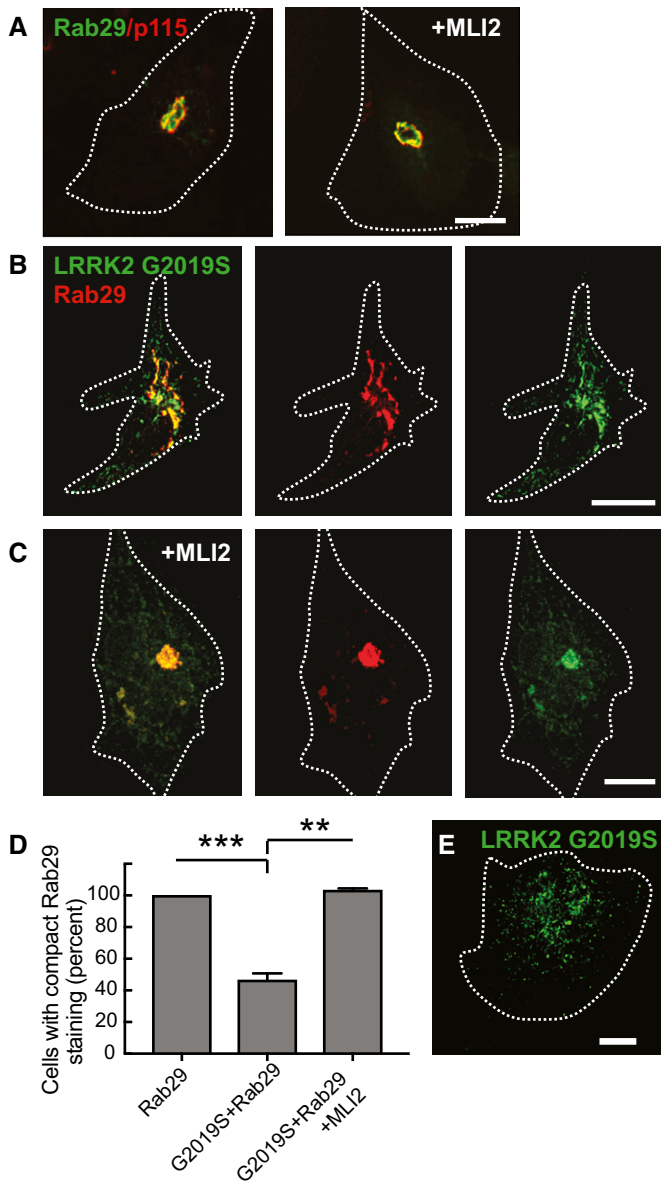 A
Rab29/p115
+MLI2
B
LRRK2 G2019S
Rab29
C
+MLI2
D
***
**
Cells with compact Rab29
staining (percent)
100
80
60
40
20
0
Rab29
G2019S+Rab29
G2019S+Rab29
+MLI2
E
LRRK2 G2019S